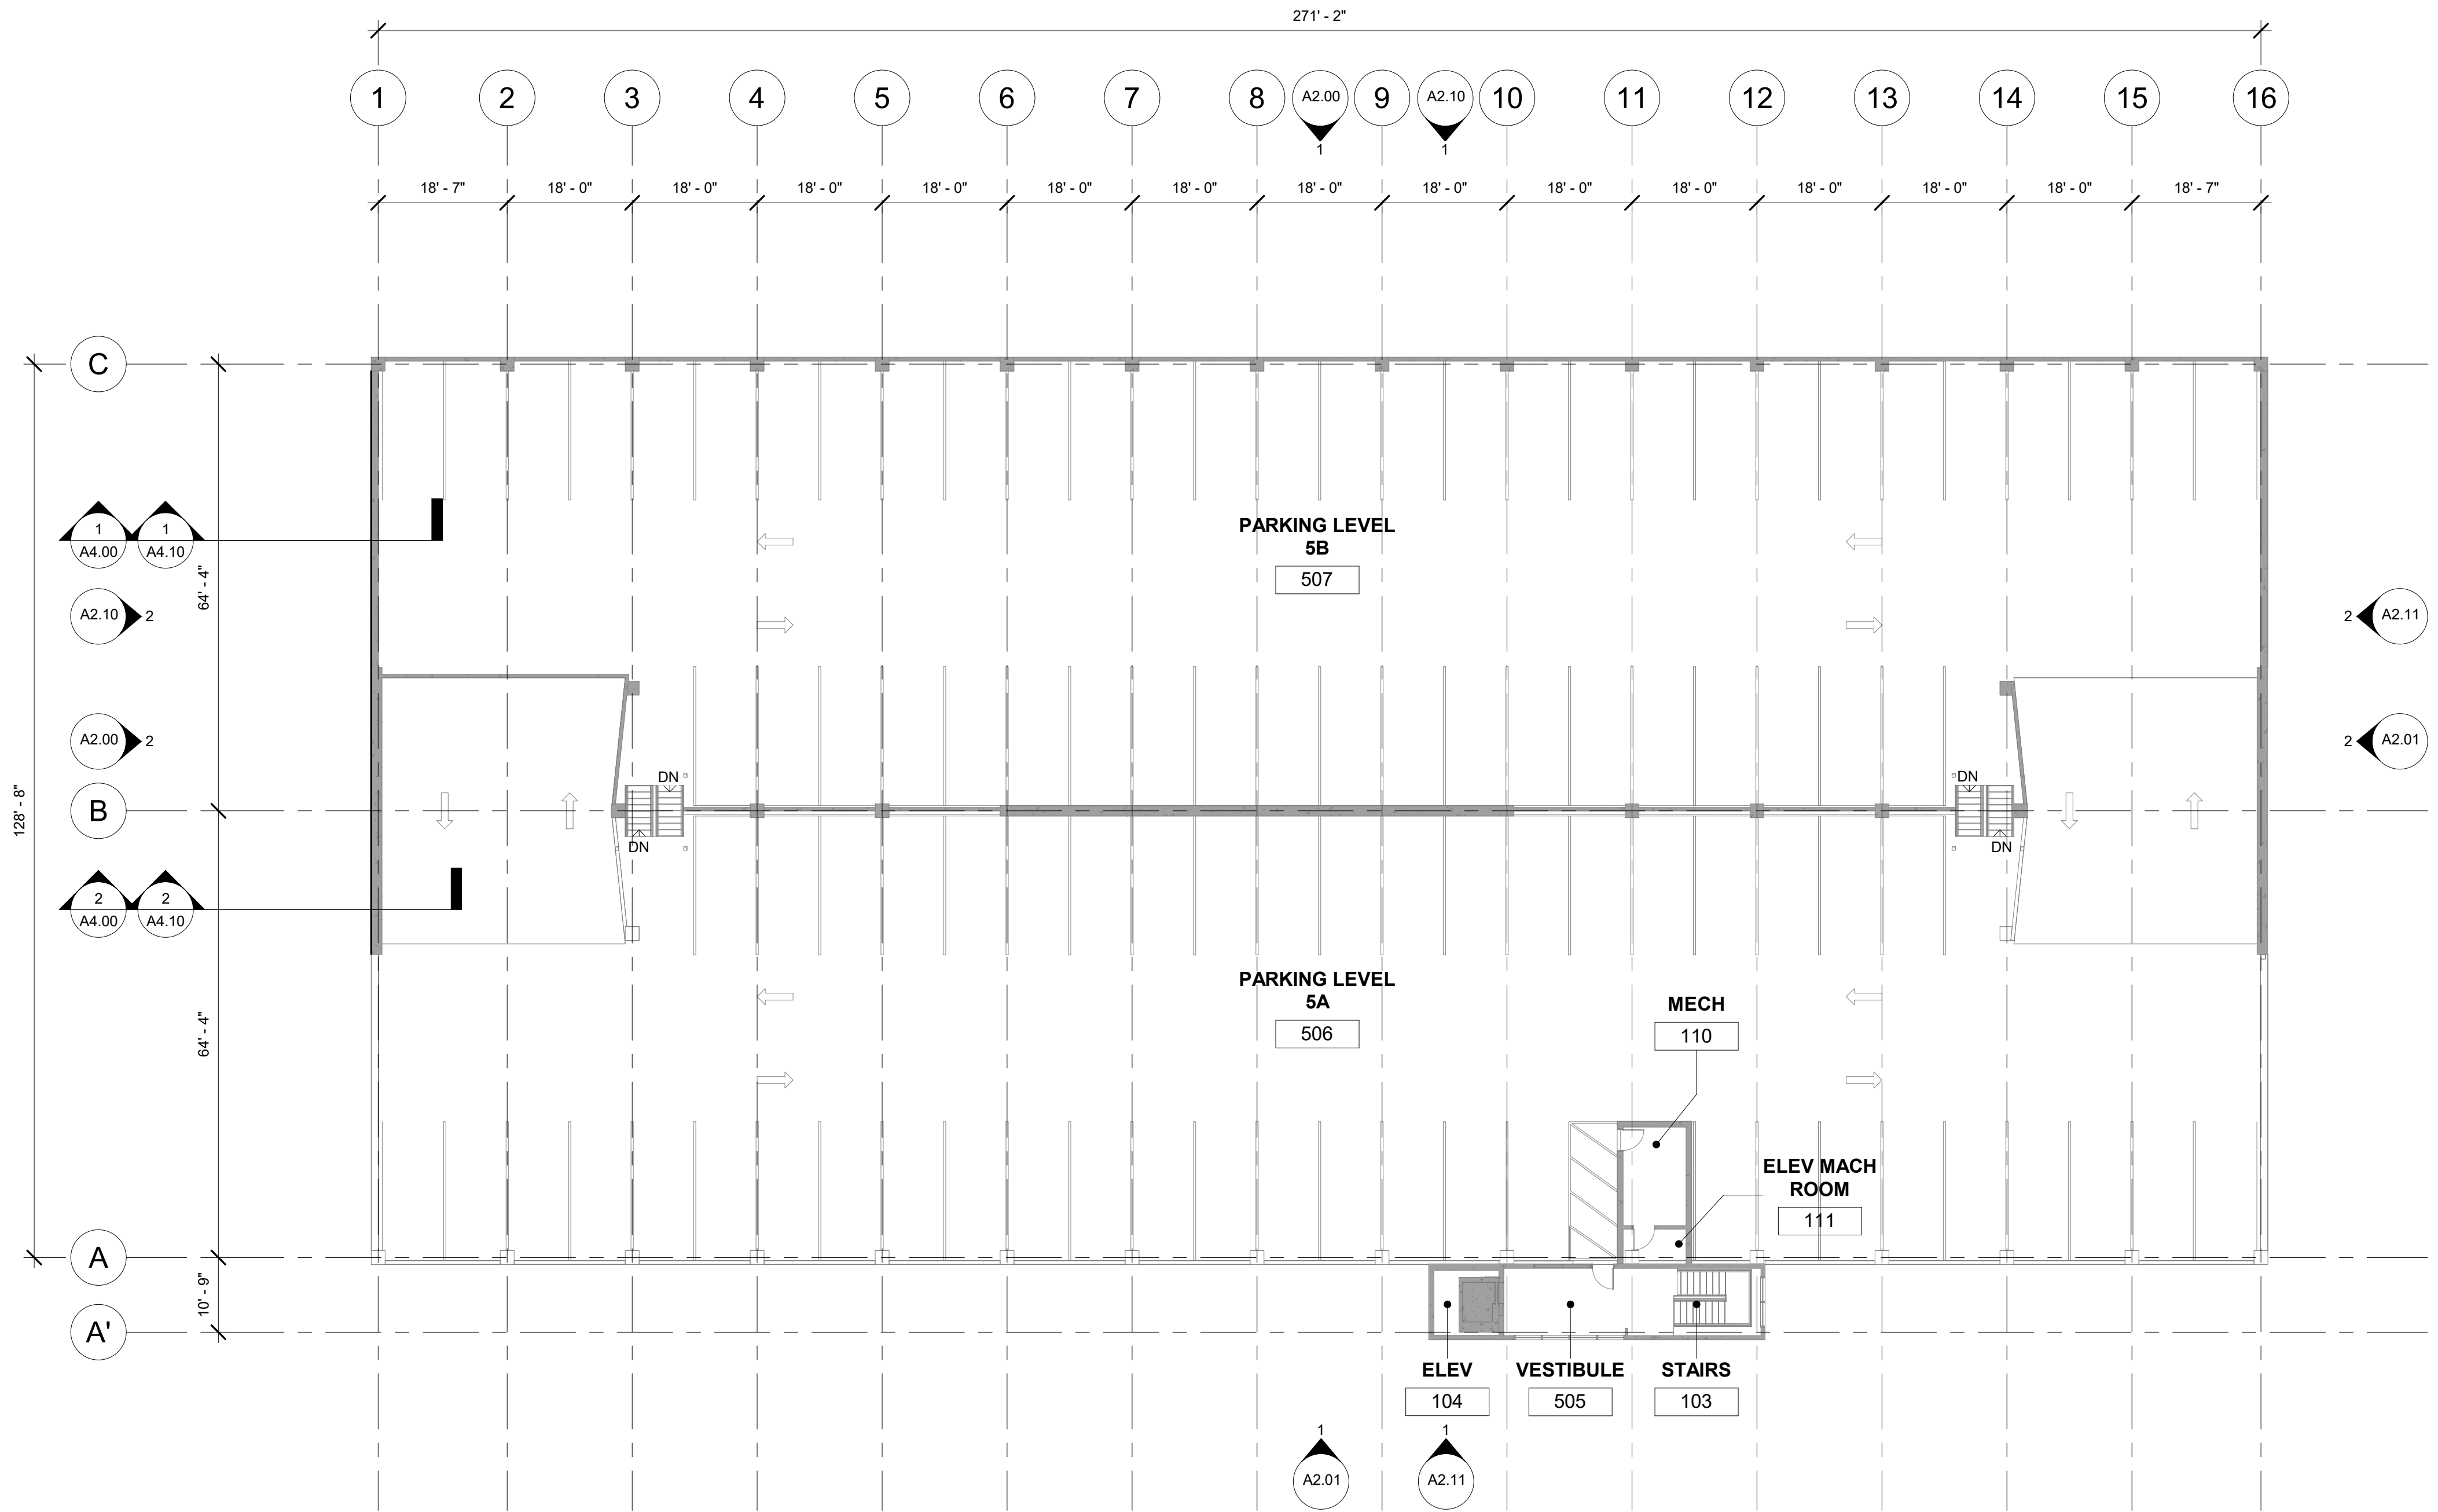 271' - 2"
1 2 3 4 5 6 7 8 A2.00 9 A2.10 10 11 12 13 14 15 16
1 1
18' - 7" 18' - 0" 18' - 0" 18' - 0" 18' - 0" 18' - 0" 18' - 0" 18' - 0" 18' - 0" 18' - 0" 18' - 0" 18' - 0" 18' - 0" 18' - 0" 18' - 7"
C
1 1
A4.00 A4.10
64' - 4"
PARKING LEVEL
5B
507
A2.10 2
2 A2.11
A2.00 2
2 A2.01
128' - 8"
DN
DN
B
DN
DN
2 2
A4.00 A4.10
64' - 4"
PARKING LEVEL
5A
506
MECH
110
ELEV MACH
ROOM
111
A
10' - 9"
A'
ELEV
104
VESTIBULE
505
STAIRS
103
1 1
A2.01 A2.11